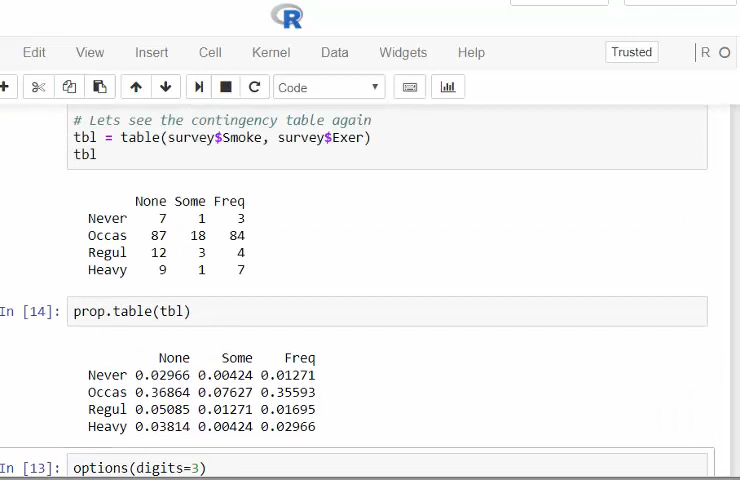 R
Edit View Insert Cell Kernel Data Widgets Help Trusted R
Code
# Lets see the contingency table again
tbl = table(survey$Smoke, survey$Exer)
tbl
None Some Freq
Never 7 1 3
Occas 87 18 84
Regul 12 3 4
Heavy 9 1 7
In [14]: prop.table(tbl)
None Some Freq
Never 0.02966 0.00424 0.01271
Occas 0.36864 0.07627 0.35593
Regul 0.05085 0.01271 0.01695
Heavy 0.03814 0.00424 0.02966
In [13]: options(digits=3)